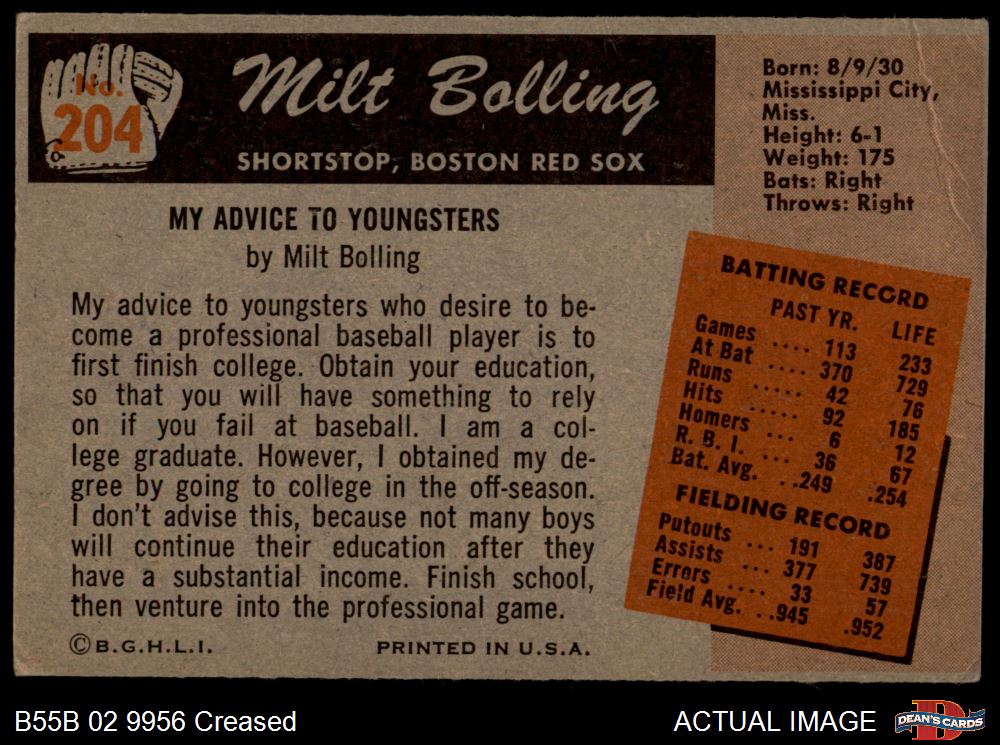 No.
204
Milt Bolling
SHORTSTOP, BOSTON RED SOX
Born: 8/9/30
Mississippi City,
Miss.
Height: 6-1
Weight: 175
Bats: Right
Throws: Right
MY ADVICE TO YOUNGSTERS
by Milt Bolling
My advice to youngsters who desire to be-
come a professional baseball player is to
first finish college. Obtain your education,
so that you will have something to rely
on if you fail at baseball. I am a col-
lege graduate. However, I obtained my de-
gree by going to college in the off-season.
I don't advise this, because not many boys
will continue their education after they
have a substantial income. Finish school,
then venture into the professional game.
©B.G.H.L.I. PRINTED IN U.S.A.
BATTING RECORD
PAST YR. LIFE
Games .... 113 233
At Bat .... 370 729
Runs ..... 42 76
Hits ..... 92 185
Homers ... 6 12
R. B. I. ... 36 67
Bat. Avg. ..249 .254
FIELDING RECORD
Putouts ... 191 387
Assists ... 377 739
Errors .... 33 57
Field Avg. ..945 .952
B55B 02 9956 Creased
ACTUAL IMAGE
DEAN'S CARDS